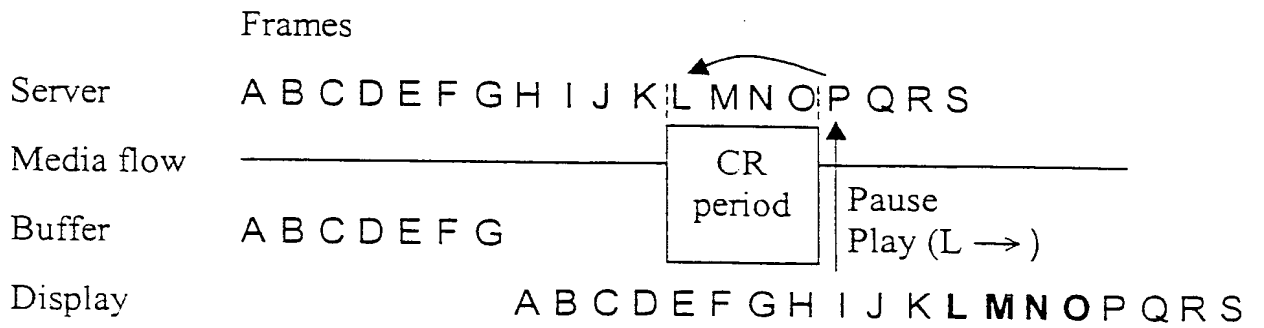 Frames
Server A B C D E F G H I J K L M N O P Q R S
Media flow CR period
Buffer A B C D E F G Pause
Play (L → )
Display A B C D E F G H I J K L M N O P Q R S